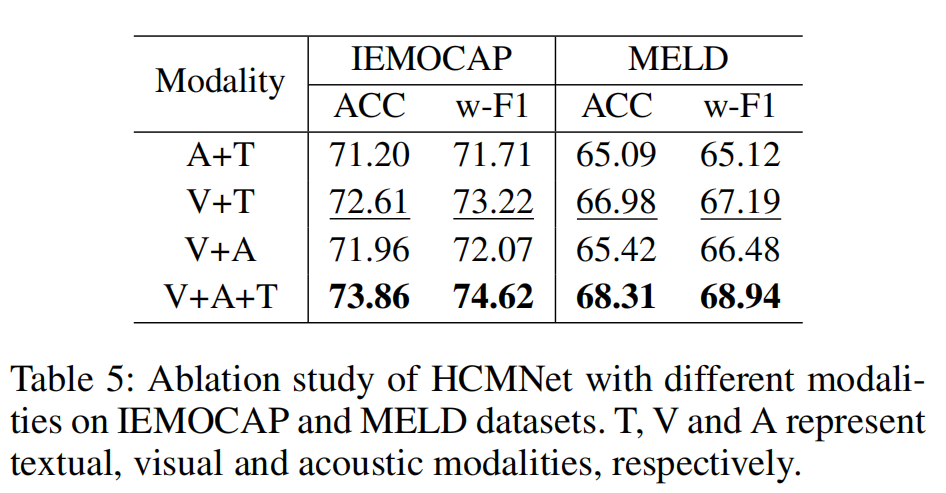 Modality IEMOCAP MELD
ACC w-F1 ACC w-F1
A+T 71.20 71.71 65.09 65.12
V+T 72.61 73.22 66.98 67.19
V+A 71.96 72.07 65.42 66.48
V+A+T 73.86 74.62 68.31 68.94
Table 5: Ablation study of HCMNet with different modali-
ties on IEMOCAP and MELD datasets. T, V and A represent
textual, visual and acoustic modalities, respectively.